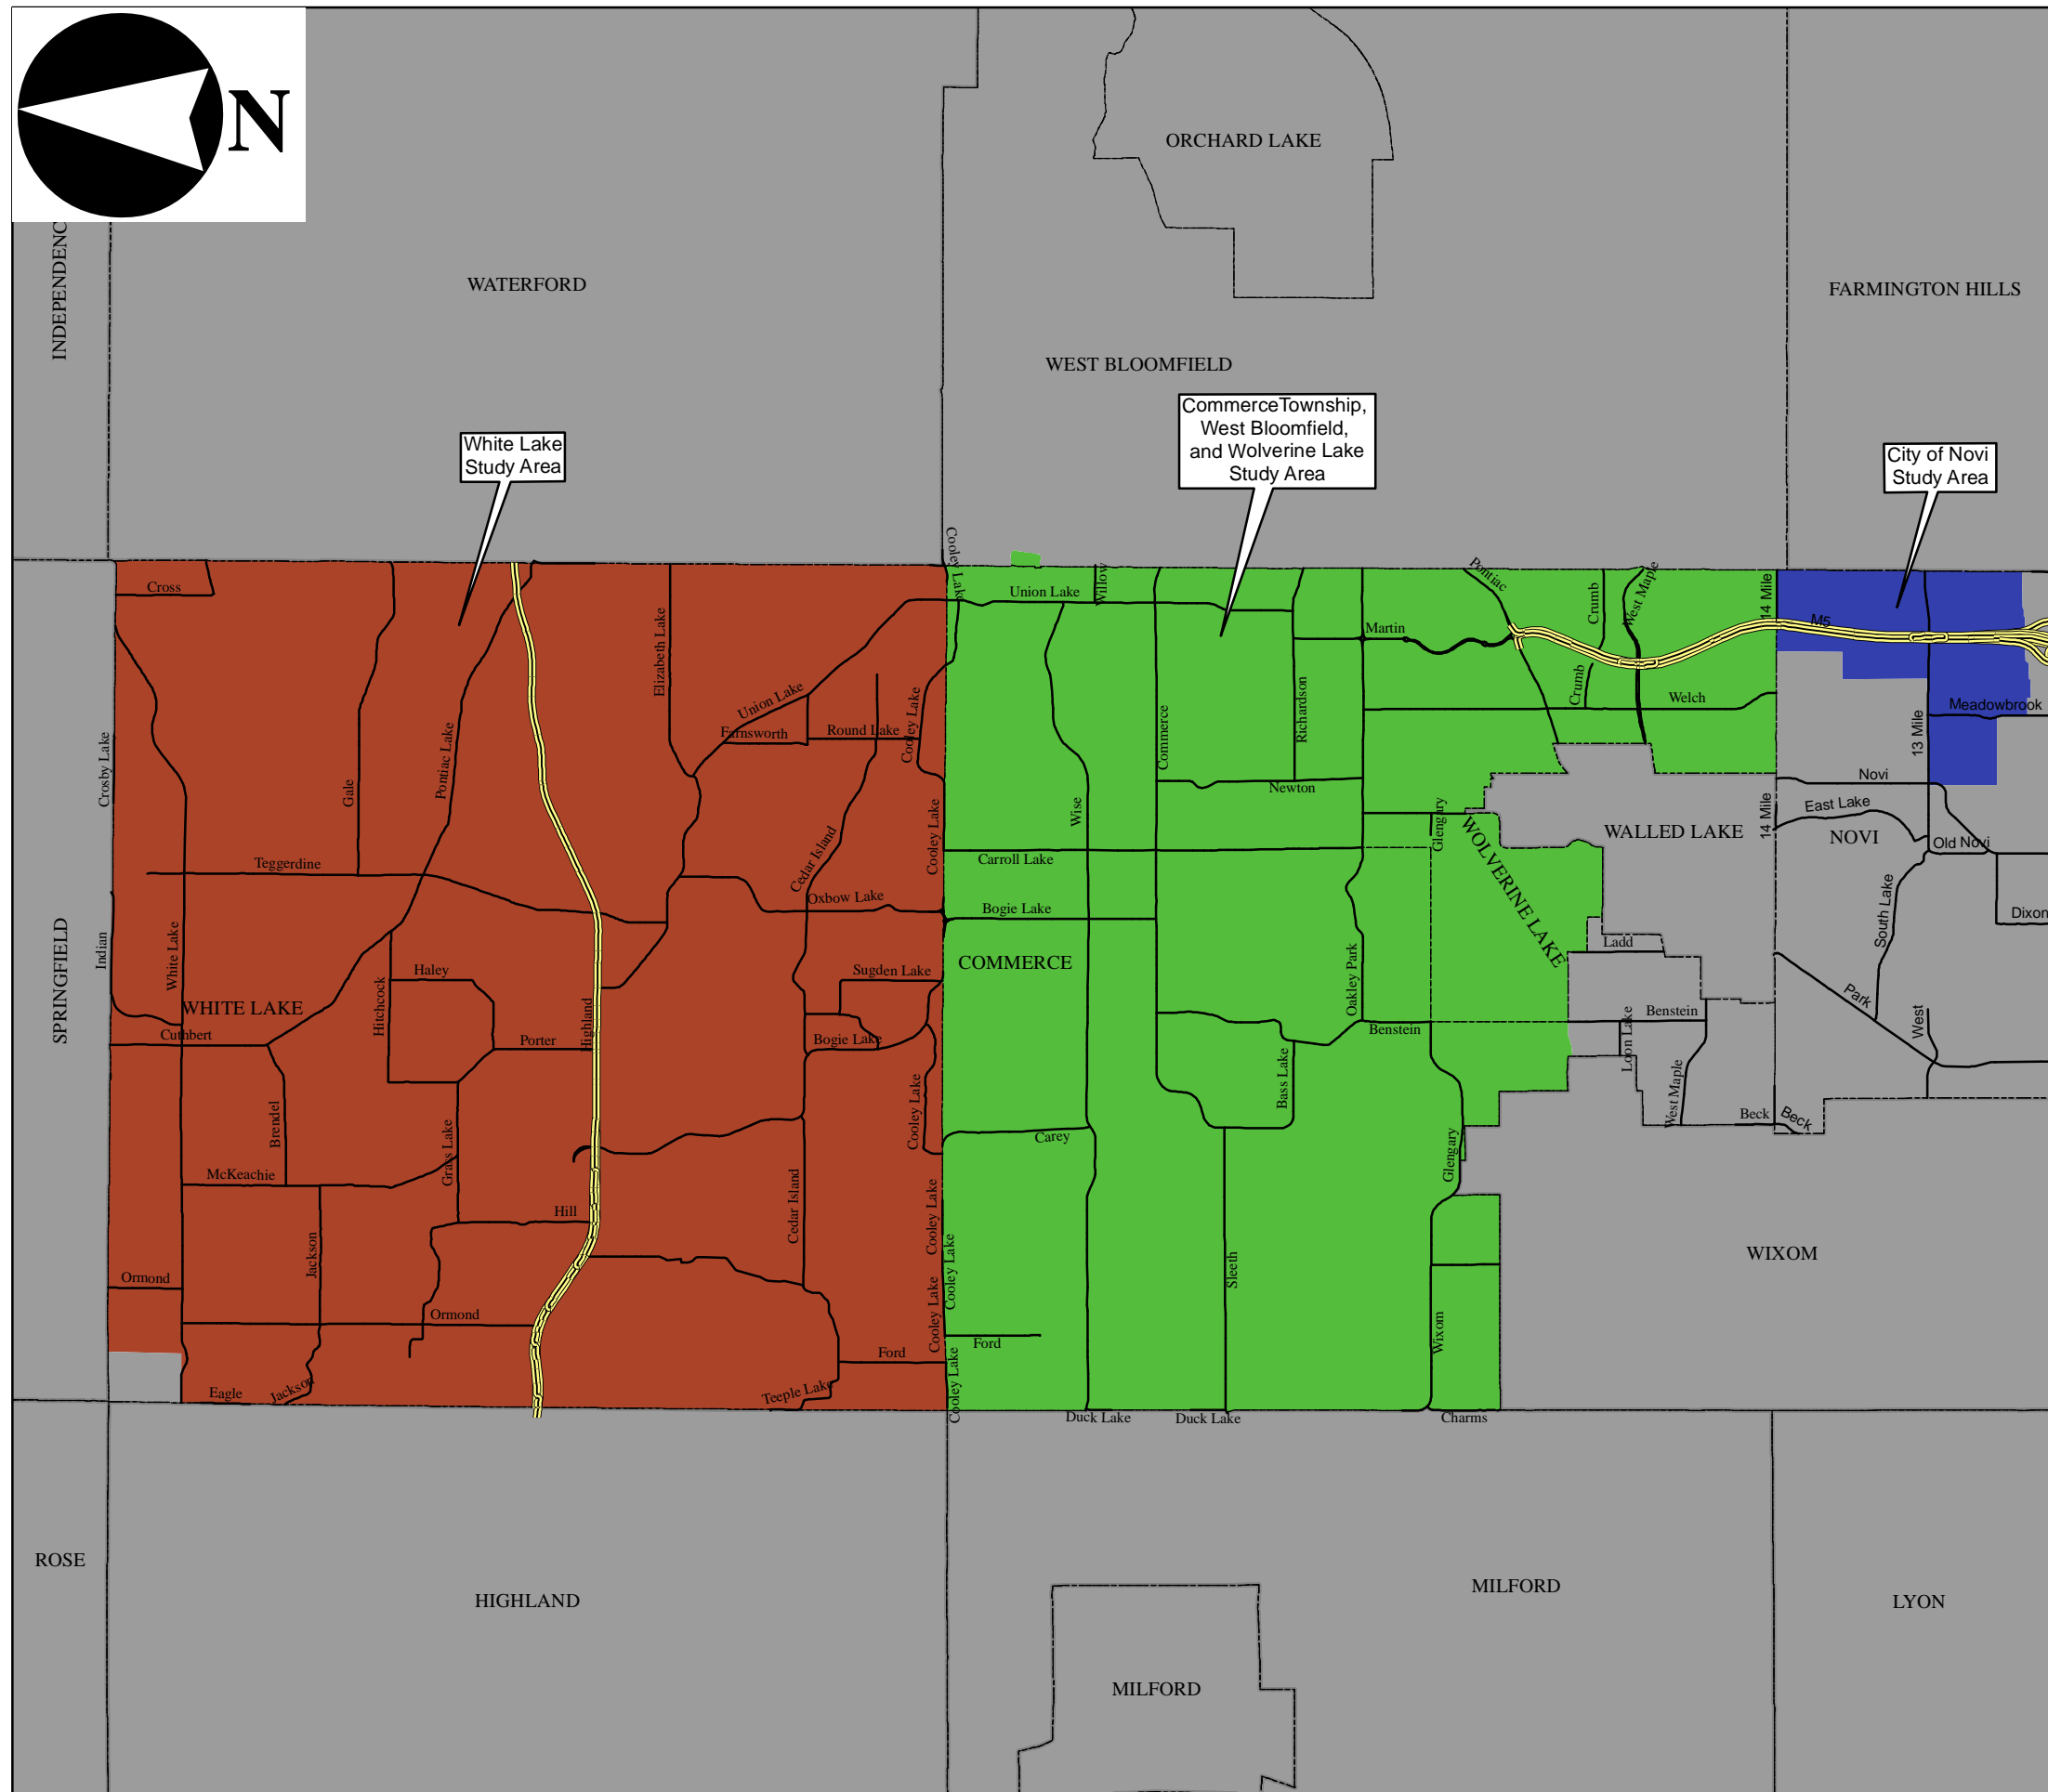 N
ORCHARD LAKE
INDEPENDENC
WATERFORD
FARMINGTON HILLS
WEST BLOOMFIELD
CommerceTownship,
West Bloomfield,
and Wolverine Lake
Study Area
White Lake
Study Area
City of Novi
Study Area
Cooley Lake
Cross
Union Lake
Willow
Pontiac
Crumb
West Maple
14 Mile
M5
Martin
Elizabeth Lake
Union Lake
Farnsworth
Round Lake
Cooley Lake
Richardson
Commerce
Crumb
Welch
Meadowbrook
13 Mile
Crosby Lake
Gale
Pontiac Lake
Newton
Novi
Wise
Glengary
East Lake
14 Mile
WALLED LAKE
NOVI
Old Novi
WOLVERINE LAKE
Teggerdine
Cedar Island
Cooley Lake
Carroll Lake
Oxbow Lake
Bogie Lake
South Lake
Dixon
Indian
White Lake
SPRINGFIELD
Haley
Sugden Lake
COMMERCE
Ladd
Oakley Park
WHITE LAKE
Hitchcock
Highland
Park
West
Cuthbert
Porter
Bogie Lake
Benstein
Benstein
Loon Lake
Bass Lake
West Maple
Beck
Beck
Brendel
Cooley Lake
Carey
Grass Lake
Glengary
McKeachie
Hill
Cedar Island
Cooley Lake
Jackson
Cooley Lake
Sleeth
WIXOM
Ormond
Ormond
Cooley Lake
Ford
Ford
Wixom
Eagle
Jackson
Teeple Lake
Cooley Lake
Duck Lake
Duck Lake
Charms
ROSE
HIGHLAND
MILFORD
LYON
MILFORD